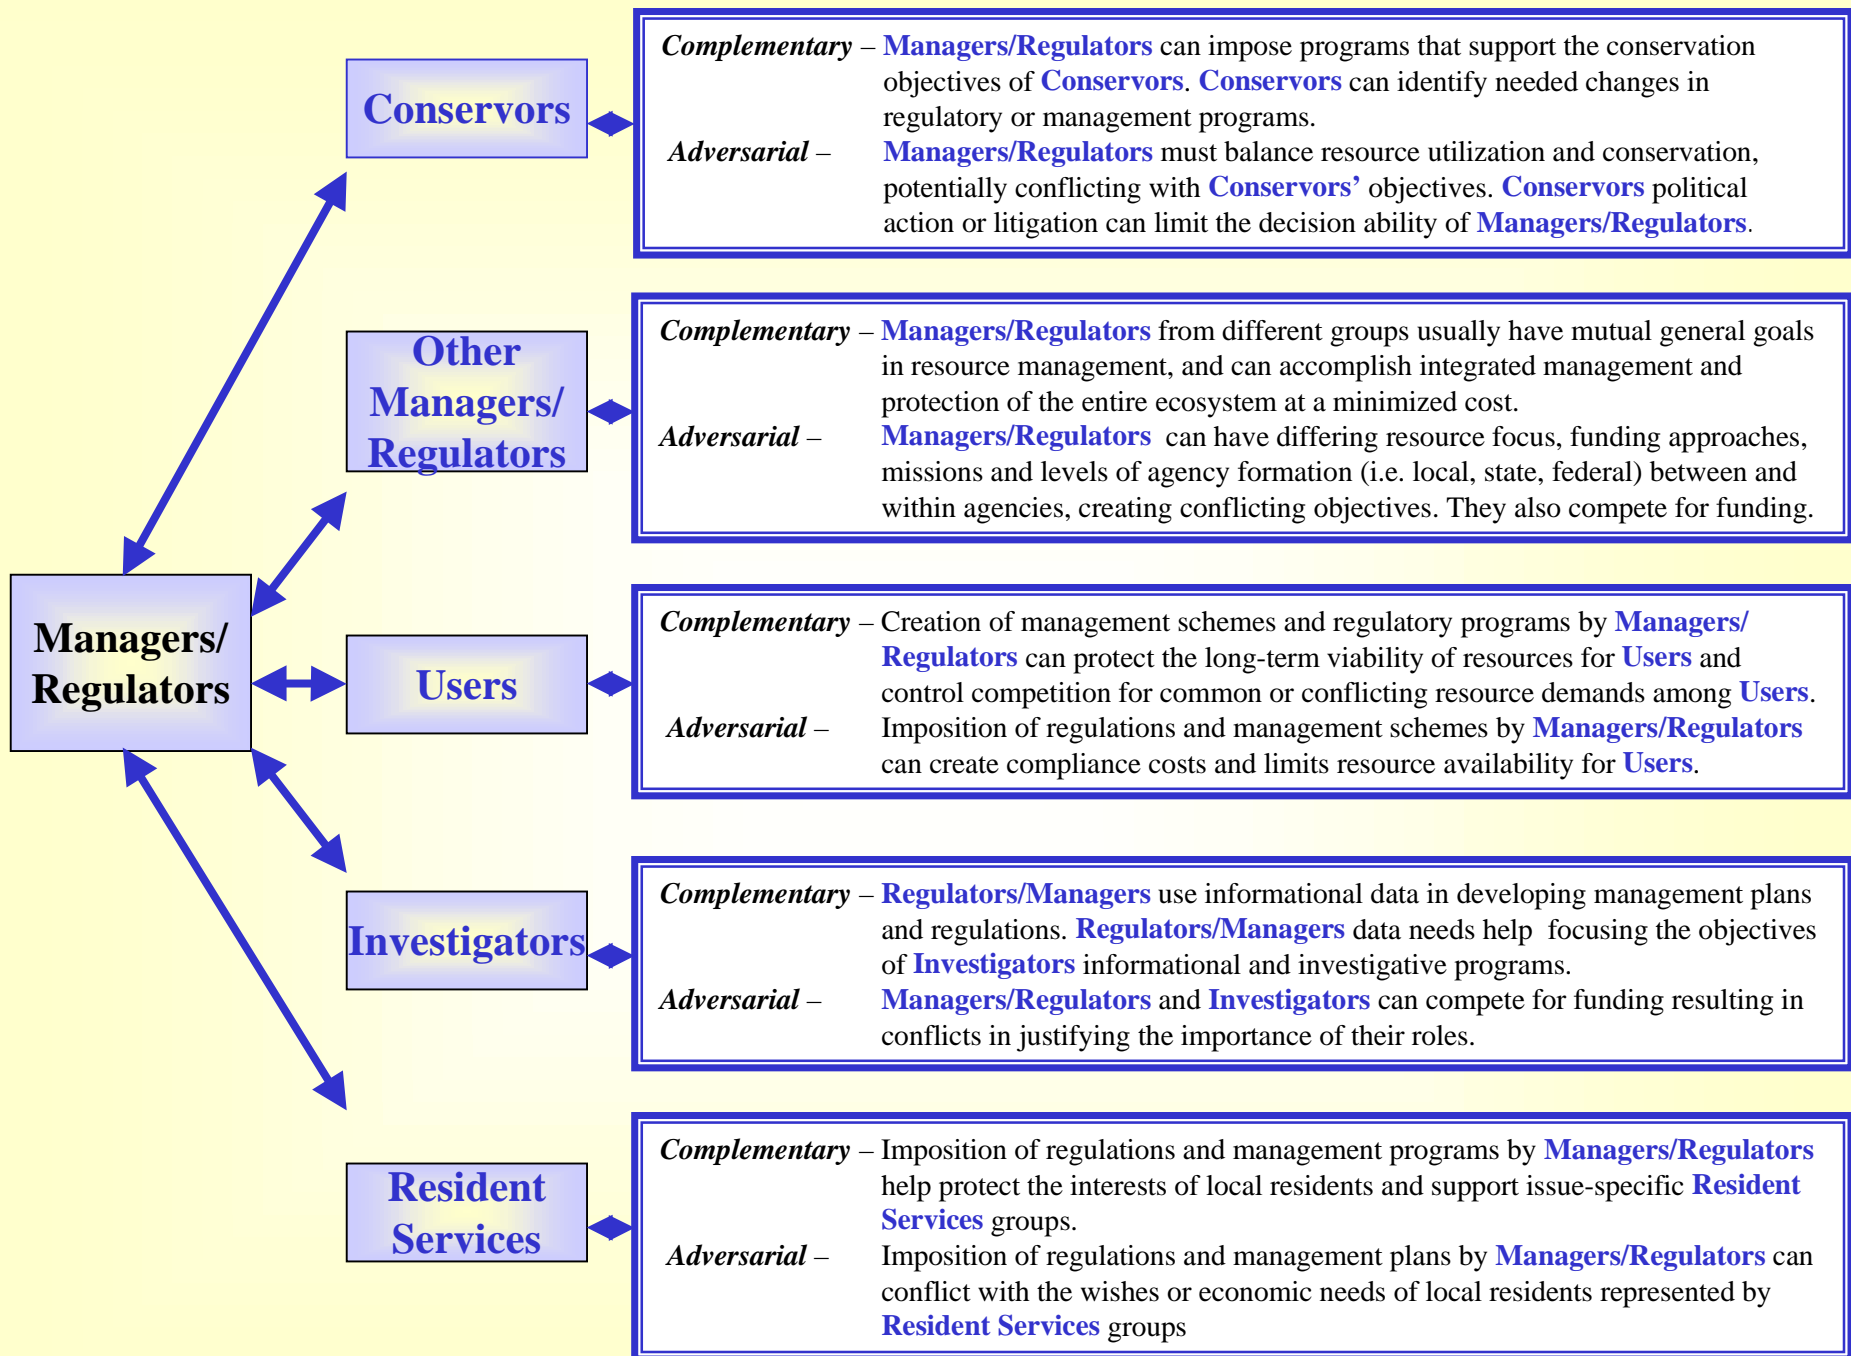 Conservors
Complementary – Managers/Regulators can impose programs that support the conservation
objectives of Conservors. Conservors can identify needed changes in
regulatory or management programs.
Adversarial – Managers/Regulators must balance resource utilization and conservation,
potentially conflicting with Conservors’ objectives. Conservors political
action or litigation can limit the decision ability of Managers/Regulators.
Other
Managers/
Regulators
Complementary – Managers/Regulators from different groups usually have mutual general goals
in resource management, and can accomplish integrated management and
protection of the entire ecosystem at a minimized cost.
Adversarial – Managers/Regulators can have differing resource focus, funding approaches,
missions and levels of agency formation (i.e. local, state, federal) between and
within agencies, creating conflicting objectives. They also compete for funding.
Managers/
Regulators
Users
Complementary – Creation of management schemes and regulatory programs by Managers/
Regulators can protect the long-term viability of resources for Users and
control competition for common or conflicting resource demands among Users.
Adversarial – Imposition of regulations and management schemes by Managers/Regulators
can create compliance costs and limits resource availability for Users.
Investigators
Complementary – Regulators/Managers use informational data in developing management plans
and regulations. Regulators/Managers data needs help focusing the objectives
of Investigators informational and investigative programs.
Adversarial – Managers/Regulators and Investigators can compete for funding resulting in
conflicts in justifying the importance of their roles.
Resident
Services
Complementary – Imposition of regulations and management programs by Managers/Regulators
help protect the interests of local residents and support issue-specific Resident
Services groups.
Adversarial – Imposition of regulations and management plans by Managers/Regulators can
conflict with the wishes or economic needs of local residents represented by
Resident Services groups